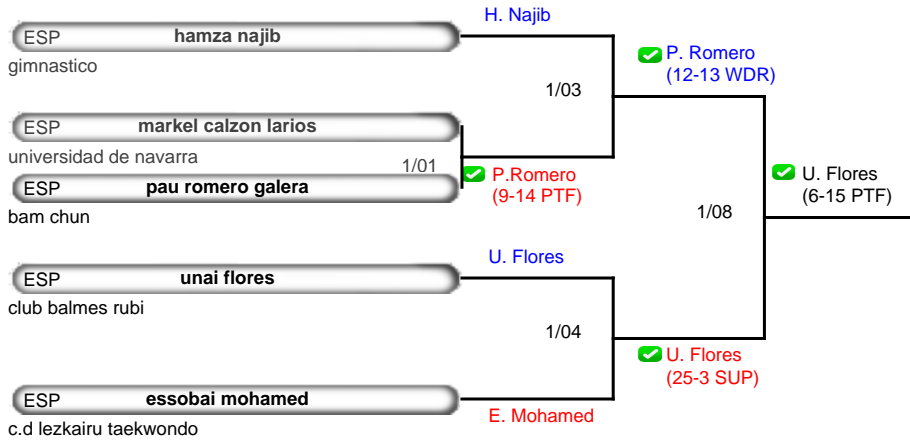 H. Najib
ESP hamza najib
gimnastico
P. Romero
(12-13 WDR)
1/03
ESP markel calzon larios
universidad de navarra
1/01
P.Romero
(9-14 PTF)
ESP pau romero galera
bam chun
U. Flores
(6-15 PTF)
1/08
U. Flores
ESP unai flores
club balmes rubi
1/04
U. Flores
(25-3 SUP)
ESP essobai mohamed
E. Mohamed
c.d lezkairu taekwondo